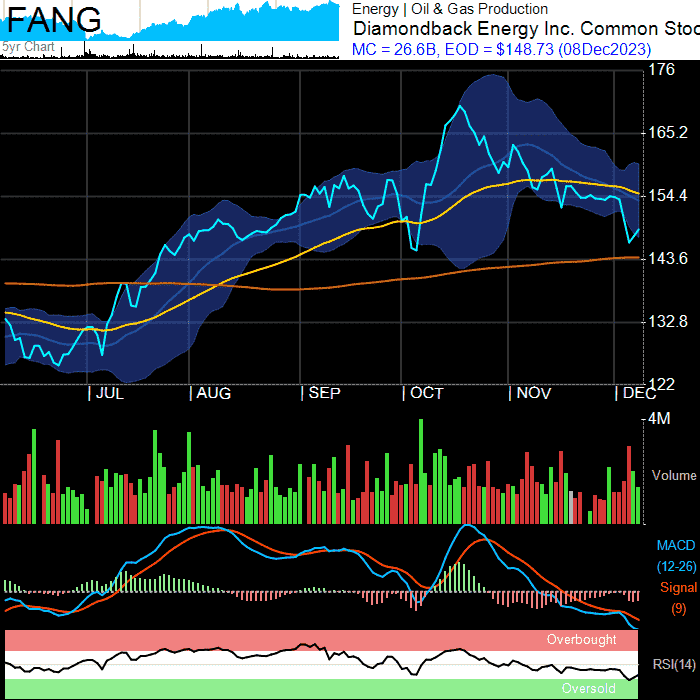 FANG
5yr Chart
Energy | Oil & Gas Production
Diamondback Energy Inc. Common Stoc
MC = 26.6B, EOD = $148.73 (08Dec2023)
176
165.2
154.4
143.6
132.8
122
| JUL | AUG | SEP | OCT | NOV | DEC
4M
Volume
MACD
(12-26)
Signal
(9)
Overbought
RSI(14)
Oversold